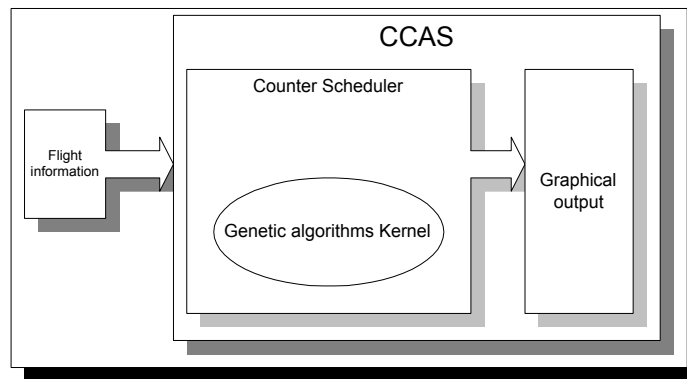 CCAS
Counter Scheduler
Flight
information
Genetic algorithms Kernel
Graphical
output